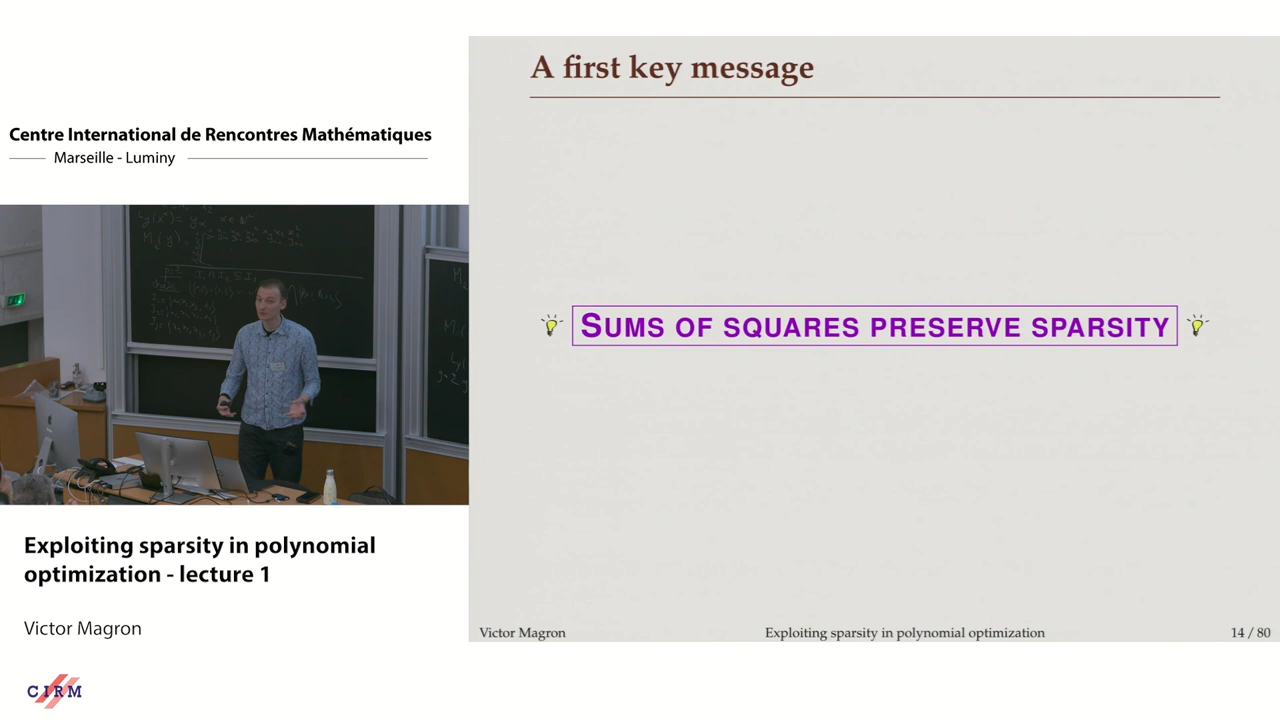 A first key message
Centre International de Rencontres Mathématiques
Marseille - Luminy
SUMS OF SQUARES PRESERVE SPARSITY
Exploiting sparsity in polynomial
optimization - lecture 1
Victor Magron
Victor Magron Exploiting sparsity in polynomial optimization 14 / 80
CIRM